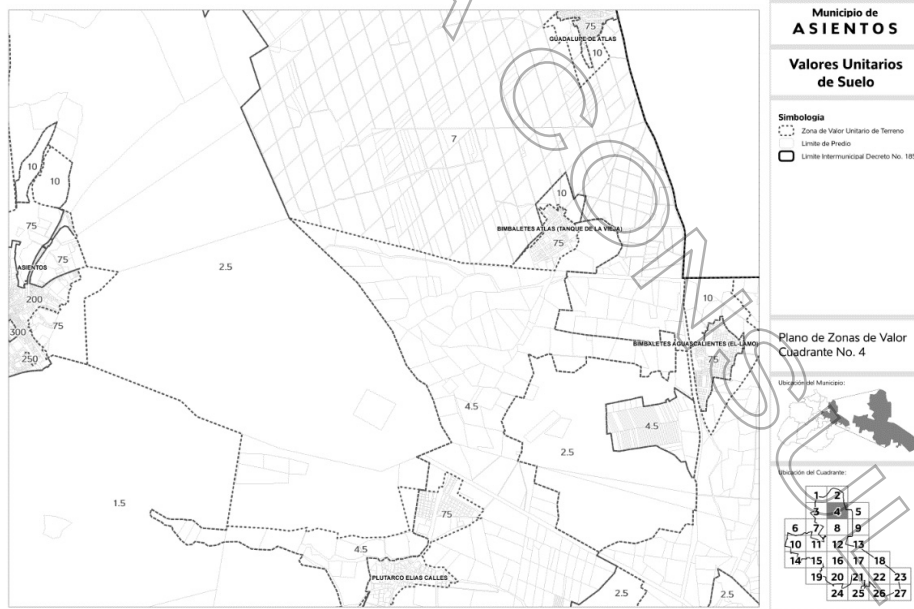 Municipio de
ASIENTOS
Valores Unitarios
de Suelo
Simbología
Zona de Valor Unitario de Terreno
Límite de Predio
Límite Intermunicipal Decreto No. 185
Plano de Zonas de Valor
Cuadrante No. 4
Ubicación del Municipio:
Ubicación del Cuadrante:
1 2
3 4 5
6 7 8 9
10 11 12 13
14 15 16 17 18
19 20 21 22 23
24 25 26 27
75
GUADALUPE DE ATLAS
10
7
10
10
10
BIMBALETES ATLAS (TANQUE DE LA VIEJA)
75
75
75
ASIENTOS
2.5
200
10
300
75
BIMBALETES AGUASCALIENTES (EL LAMO)
250
75
4.5
4.5
2.5
1.5
75
4.5
PLUTARCO ELIAS CALLES
2.5
2.5
CONSU